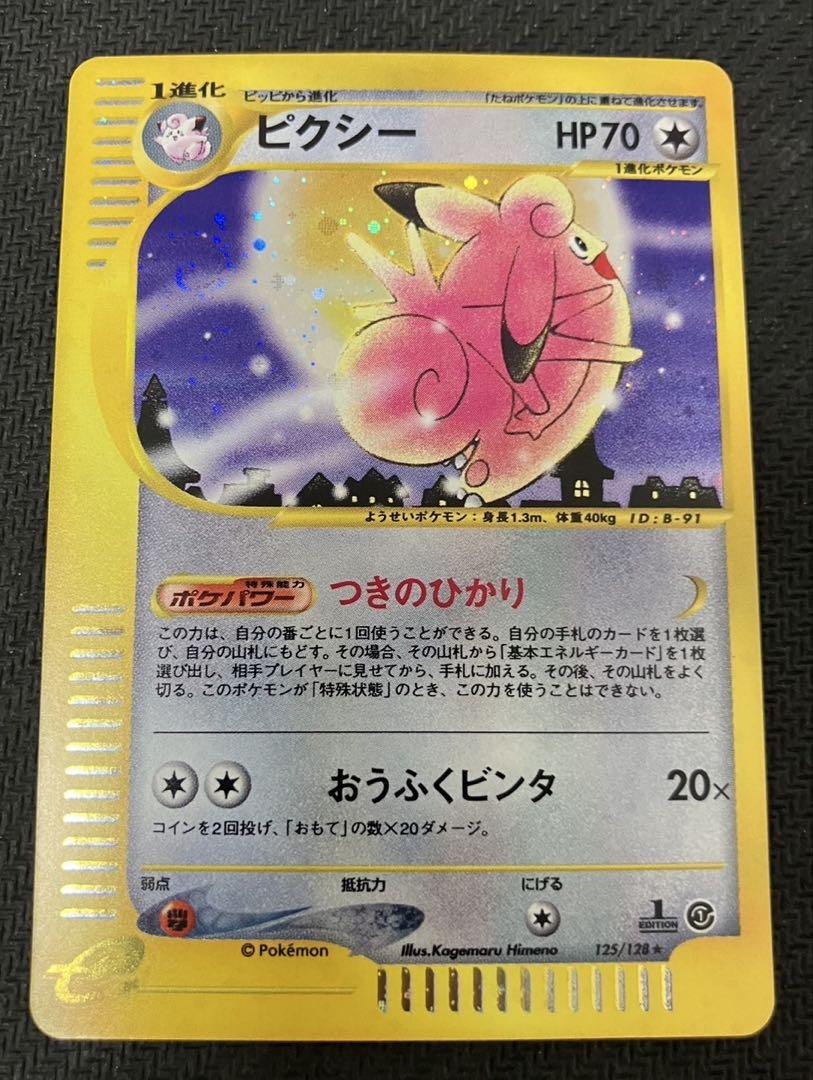 1進化 ピッピから進化 「たねポケモン」の上に重ねて進化させます。
ピクシー HP70
1進化ポケモン
ようせいポケモン：身長1.3m、体重40kg ID：B-91
特殊能力
ポケパワー つきのひかり
この力は、自分の番ごとに1回使うことができる。自分の手札のカードを1枚選
び、自分の山札にもどす。その場合、その山札から「基本エネルギーカード」を1枚
選び出し、相手プレイヤーに見せてから、手札に加える。その後、その山札をよく
切る。このポケモンが「特殊状態」のとき、この力を使うことはできない。
おうふくビンタ 20×
コインを2回投げ、「おもて」の数×20ダメージ。
弱点 抵抗力 にげる
1
EDITION
©Pokémon Illus.Kagemaru Himeno 125/128★